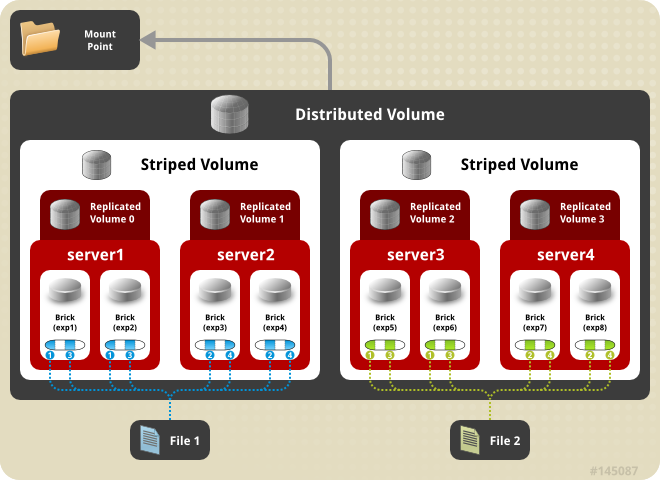 Mount
Point
Distributed Volume
Striped Volume
Striped Volume
Replicated
Volume 0
Replicated
Volume 1
Replicated
Volume 2
Replicated
Volume 3
server1
server2
server3
server4
Brick
(exp1)
Brick
(exp2)
Brick
(exp3)
Brick
(exp4)
Brick
(exp5)
Brick
(exp6)
Brick
(exp7)
Brick
(exp8)
1 3
1 3
2 4
2 4
1 3
1 3
2 4
2 4
File 1
File 2
#145087